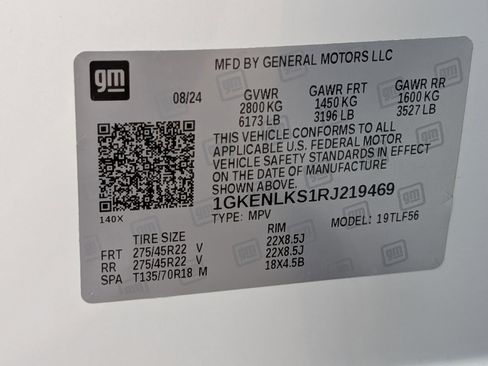 MFD BY GENERAL MOTORS LLC
gm
08/24 GVWR GAWR FRT GAWR RR
2800 KG 1450 KG 1600 KG
6173 LB 3196 LB 3527 LB
THIS VEHICLE CONFORMS TO ALL
APPLICABLE U.S. FEDERAL MOTOR
VEHICLE SAFETY STANDARDS IN EFFECT
ON THE DATE OF MANUFACTURE
SHOWN ABOVE.
1GKENLKS1RJ219469
140X
TYPE: MPV MODEL: 19TLF56
TIRE SIZE RIM
FRT 275/45R22 V 22X8.5J
RR 275/45R22 V 22X8.5J
SPA T135/70R18 M 18X4.5B